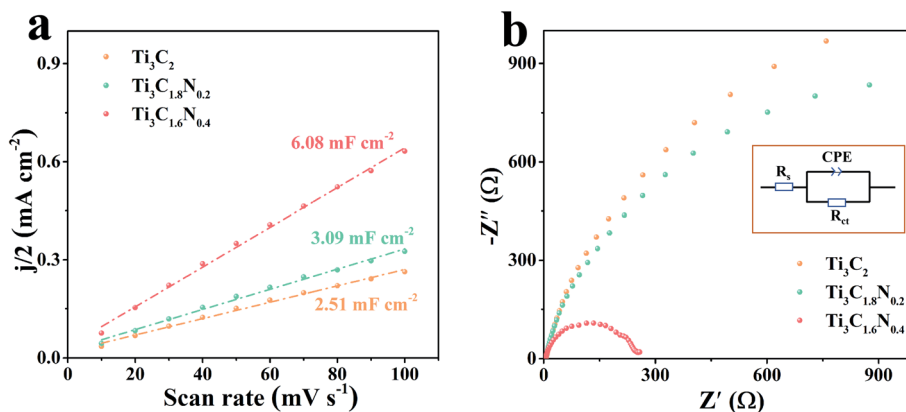 a
j/2 (mA cm⁻²)
0.9
0.6
0.3
0.0
Ti₃C₂
Ti₃C₁.₈N₀.₂
Ti₃C₁.₆N₀.₄
6.08 mF cm⁻²
3.09 mF cm⁻²
2.51 mF cm⁻²
0 20 40 60 80 100
Scan rate (mV s⁻¹)
b
-Z″ (Ω)
900
600
300
0
CPE
Rₛ
R_ct
Ti₃C₂
Ti₃C₁.₈N₀.₂
Ti₃C₁.₆N₀.₄
0 300 600 900
Z′ (Ω)